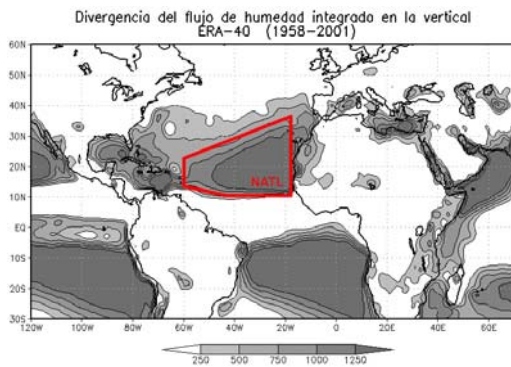 Divergencia del flujo de humedad integrado en la vertical
ERA-40 (1958-2001)
60N
50N
40N
30N
20N
10N
EQ
10S
20S
30S
NATL
120W 100W 80W 60W 40W 20W 0 20E 40E 60E
250 500 750 1000 1250